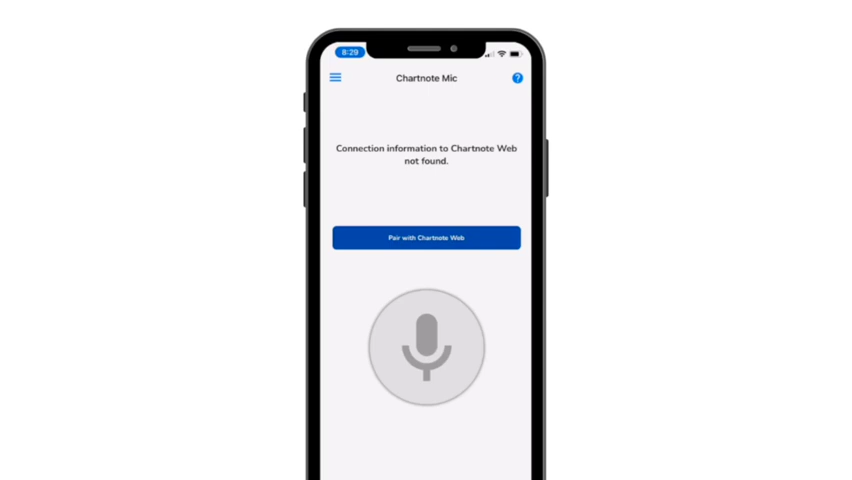 8:29
Chartnote Mic
?
Connection information to Chartnote Web
not found.
Pair with Chartnote Web